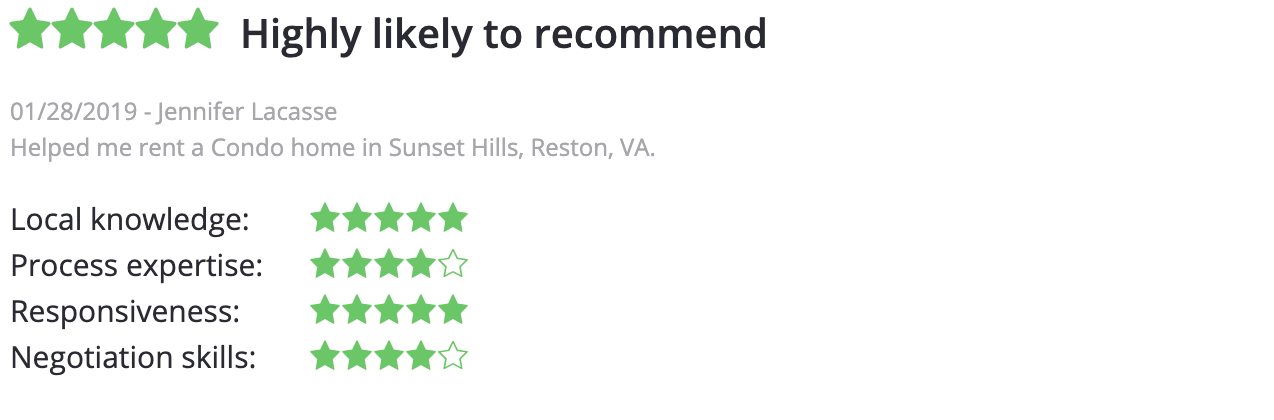 Highly likely to recommend
01/28/2019 - Jennifer Lacasse
Helped me rent a Condo home in Sunset Hills, Reston, VA.
Local knowledge:
Process expertise:
Responsiveness:
Negotiation skills: